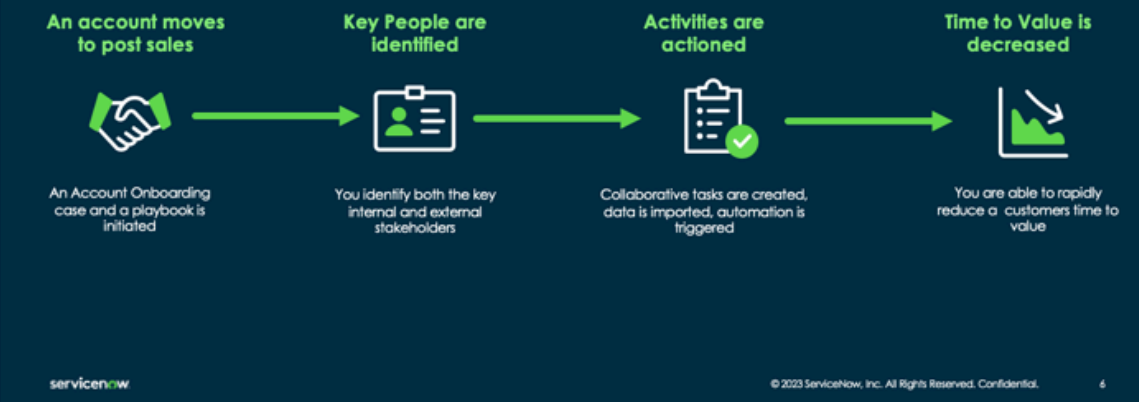 An account moves
to post sales
Key People are
identified
Activities are
actioned
Time to Value is
decreased
An Account Onboarding
case and a playbook is
initiated
You identify both the key
internal and external
stakeholders
Collaborative tasks are created,
data is imported, automation is
triggered
You are able to rapidly
reduce a customers time to
value
servicenow
© 2023 ServiceNow, Inc. All Rights Reserved. Confidential.
6